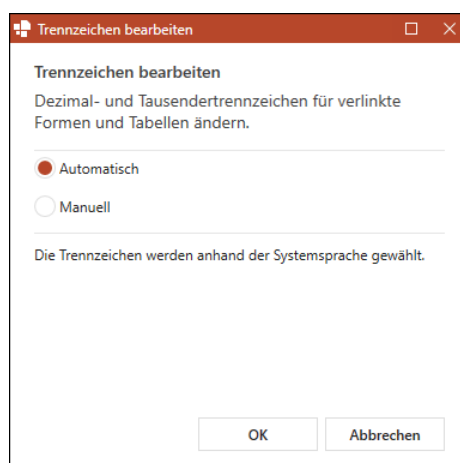 Trennzeichen bearbeiten
Trennzeichen bearbeiten
Dezimal- und Tausendertrennzeichen für verlinkte
Formen und Tabellen ändern.
Automatisch
Manuell
Die Trennzeichen werden anhand der Systemsprache gewählt.
OK Abbrechen